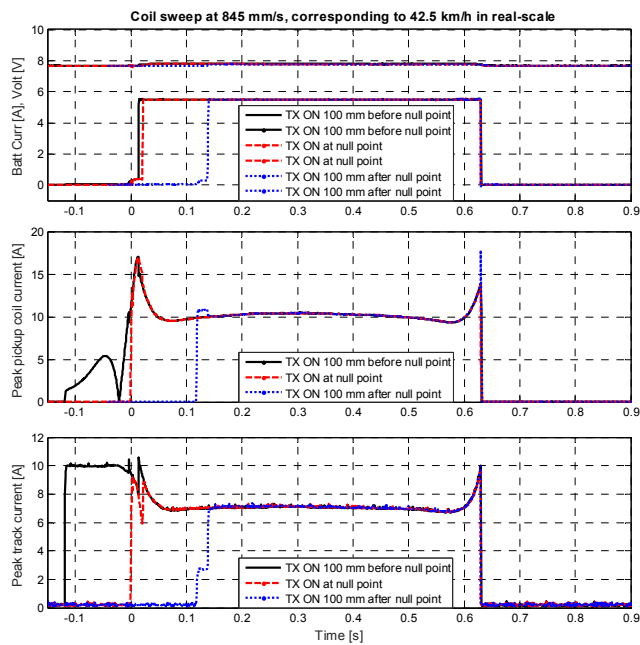 Coil sweep at 845 mm/s, corresponding to 42.5 km/h in real-scale
Batt Curr [A], Volt [V]
10
8
6
4
2
0
TX ON 100 mm before null point
TX ON 100 mm before null point
TX ON at null point
TX ON at null point
TX ON 100 mm after null point
TX ON 100 mm after null point
-0.1 0 0.1 0.2 0.3 0.4 0.5 0.6 0.7 0.8 0.9
Peak pickup coil current [A]
20
15
10
5
0
TX ON 100 mm before null point
TX ON at null point
TX ON 100 mm after null point
-0.1 0 0.1 0.2 0.3 0.4 0.5 0.6 0.7 0.8 0.9
Peak track current [A]
12
10
8
6
4
2
0
TX ON 100 mm before null point
TX ON at null point
TX ON 100 mm after null point
-0.1 0 0.1 0.2 0.3 0.4 0.5 0.6 0.7 0.8 0.9
Time [s]